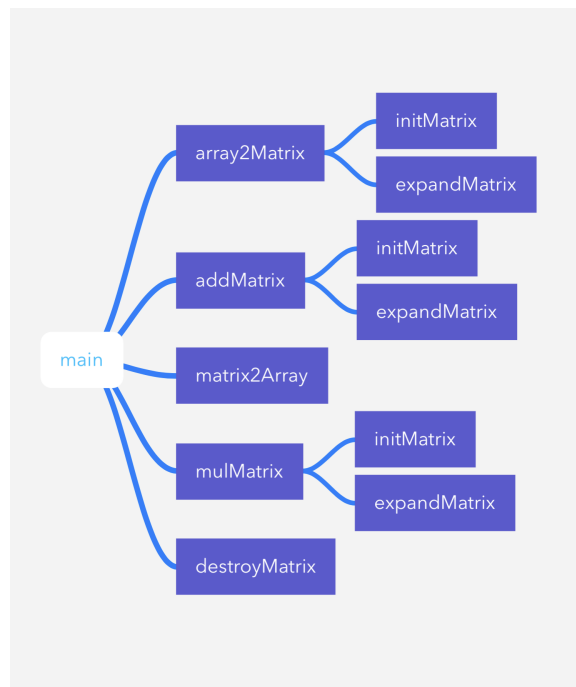 main
array2Matrix
initMatrix
expandMatrix
addMatrix
initMatrix
expandMatrix
matrix2Array
mulMatrix
initMatrix
expandMatrix
destroyMatrix